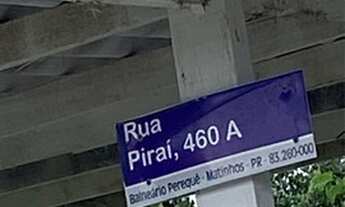 Rua
Piraí, 460 A
Balneário Perequê - Matinhos - PR - 83.260-000